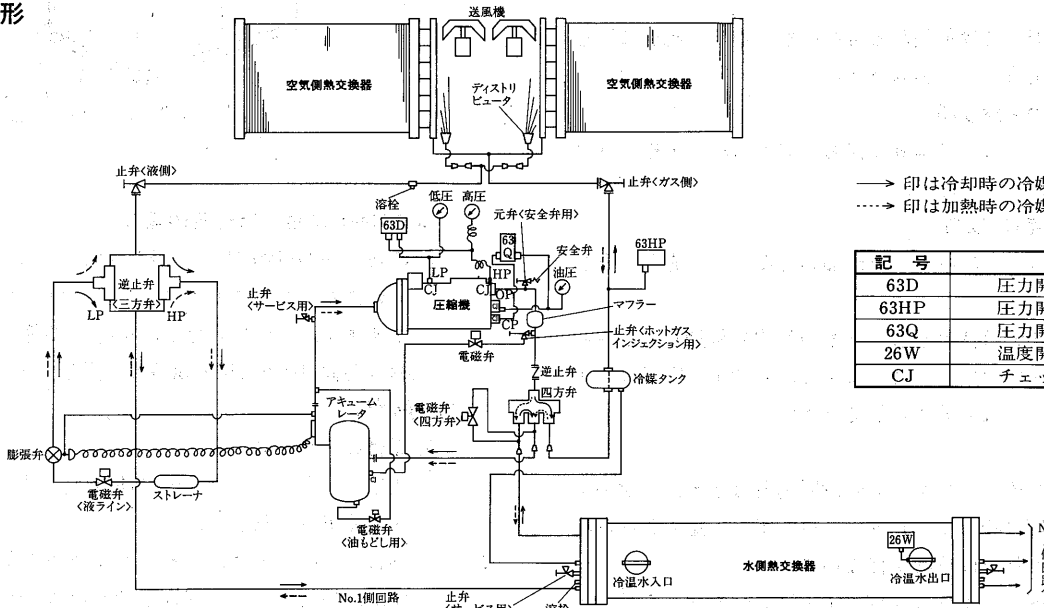 形
送風機
空気側熱交換器
ディストリ
ビュータ
空気側熱交換器
止弁<液側>
止弁<ガス側>
溶栓
低圧
高圧
元弁<安全弁用>
→ 印は冷却時の冷媒
⇢ 印は加熱時の冷媒
63D
63
Q
安全弁
63HP
油圧
LP
CJ
HP
CJ
OP
逆止弁
<三方弁>
LP
HP
止弁
<サービス用>
圧縮機
マフラー
CP
止弁<ホットガス
インジェクション用>
電磁弁
逆止弁
四方弁
冷媒タンク
記 号
63D 圧力開
63HP 圧力開
63Q 圧力開
26W 温度開
CJ チェッ
アキューム
レータ
電磁弁
<四方弁>
膨張弁
電磁弁
<液ライン>
ストレーナ
電磁弁
<油もどし用>
26W
冷温水入口
水側熱交換器
冷温水出口
No.1側回路
止弁
<サービス用>
溶栓